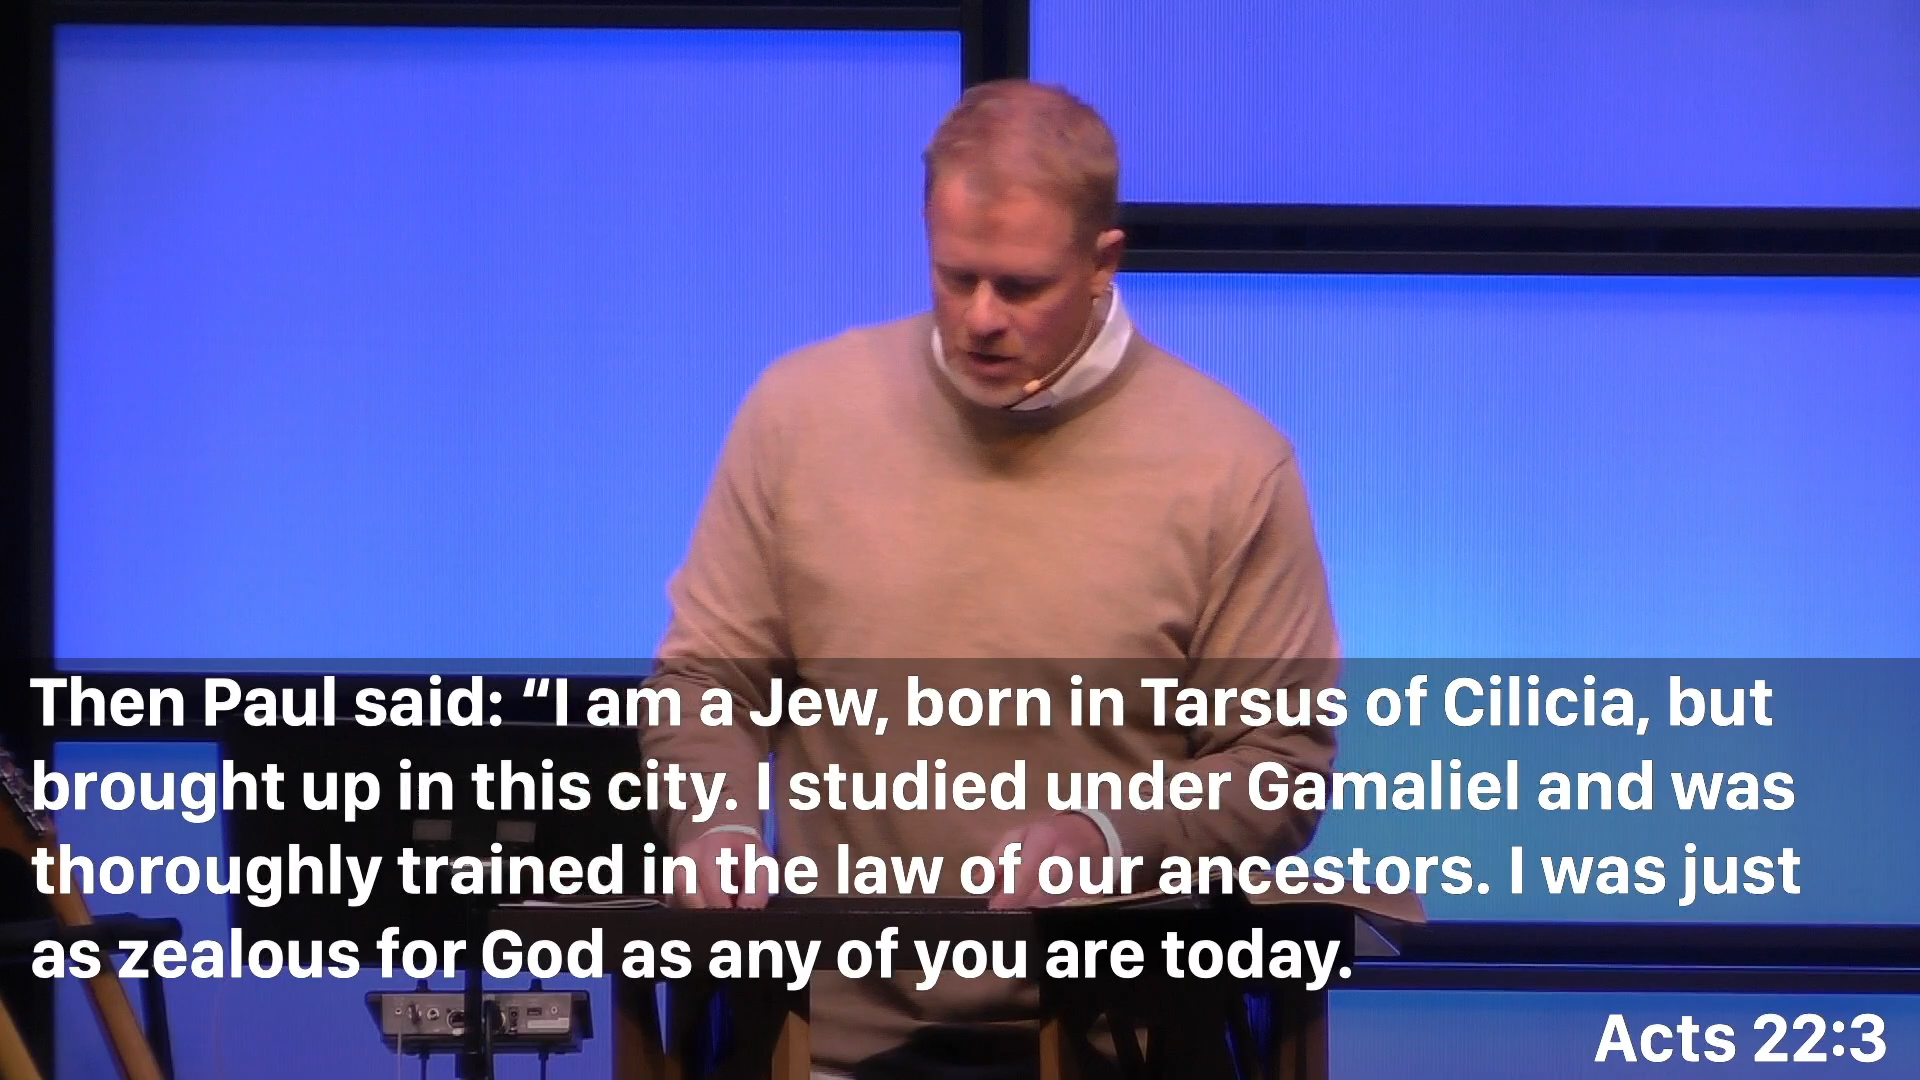 Then Paul said: “I am a Jew, born in Tarsus of Cilicia, but
brought up in this city. I studied under Gamaliel and was
thoroughly trained in the law of our ancestors. I was just
as zealous for God as any of you are today.
Acts 22:3